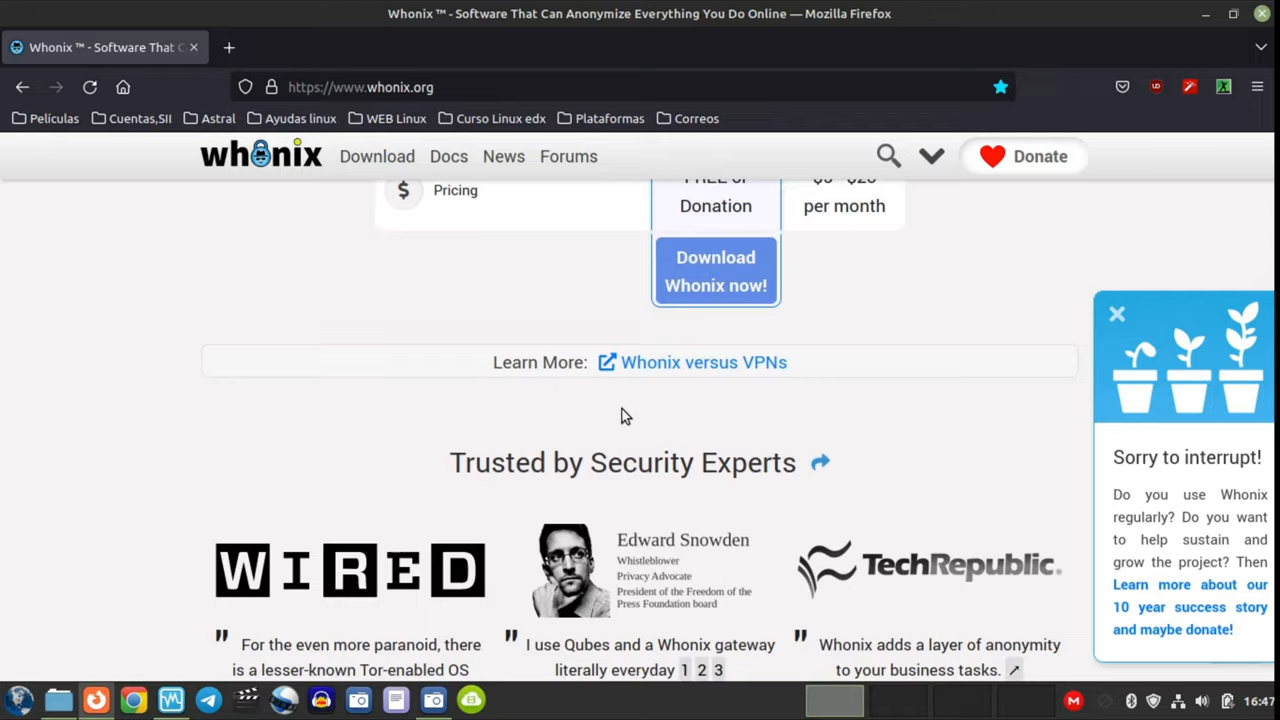 Whonix ™ - Software That Can Anonymize Everything You Do Online — Mozilla Firefox
Whonix ™ - Software That C
https://www.whonix.org
Películas
Cuentas,SII
Astral
Ayudas linux
WEB Linux
Curso Linux edx
Plataformas
Correos
whonix
Download
Docs
News
Forums
Donate
$ Pricing
FREE or
Donation
per month
Download
Whonix now!
Learn More: Whonix versus VPNs
Trusted by Security Experts
WIRED
Edward Snowden
Whistleblower
Privacy Advocate
President of the Freedom of the
Press Foundation board
TechRepublic.
" For the even more paranoid, there
is a lesser-known Tor-enabled OS
" I use Qubes and a Whonix gateway
literally everyday 1 2 3
" Whonix adds a layer of anonymity
to your business tasks. ↗
Sorry to interrupt!
Do you use Whonix
regularly? Do you want
to help sustain and
grow the project? Then
Learn more about our
10 year success story
and maybe donate!
16:47